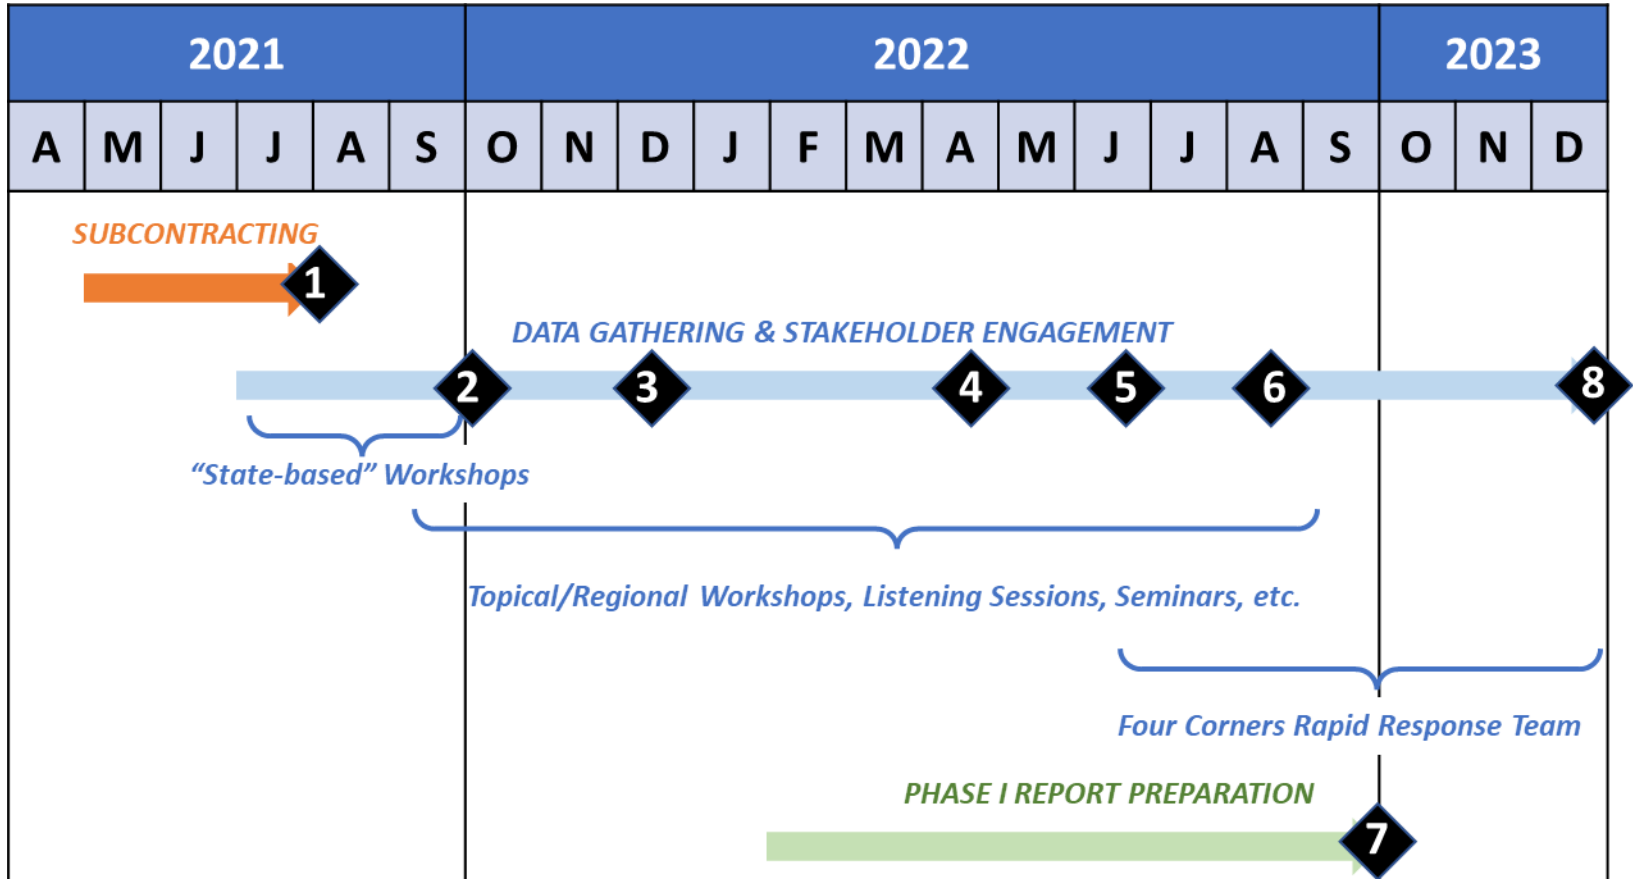 2021 2022 2023
A M J J A S O N D J F M A M J J A S O N D
SUBCONTRACTING
1
DATA GATHERING & STAKEHOLDER ENGAGEMENT
2 3 4 5 6 8
“State-based” Workshops
Topical/Regional Workshops, Listening Sessions, Seminars, etc.
Four Corners Rapid Response Team
PHASE I REPORT PREPARATION
7